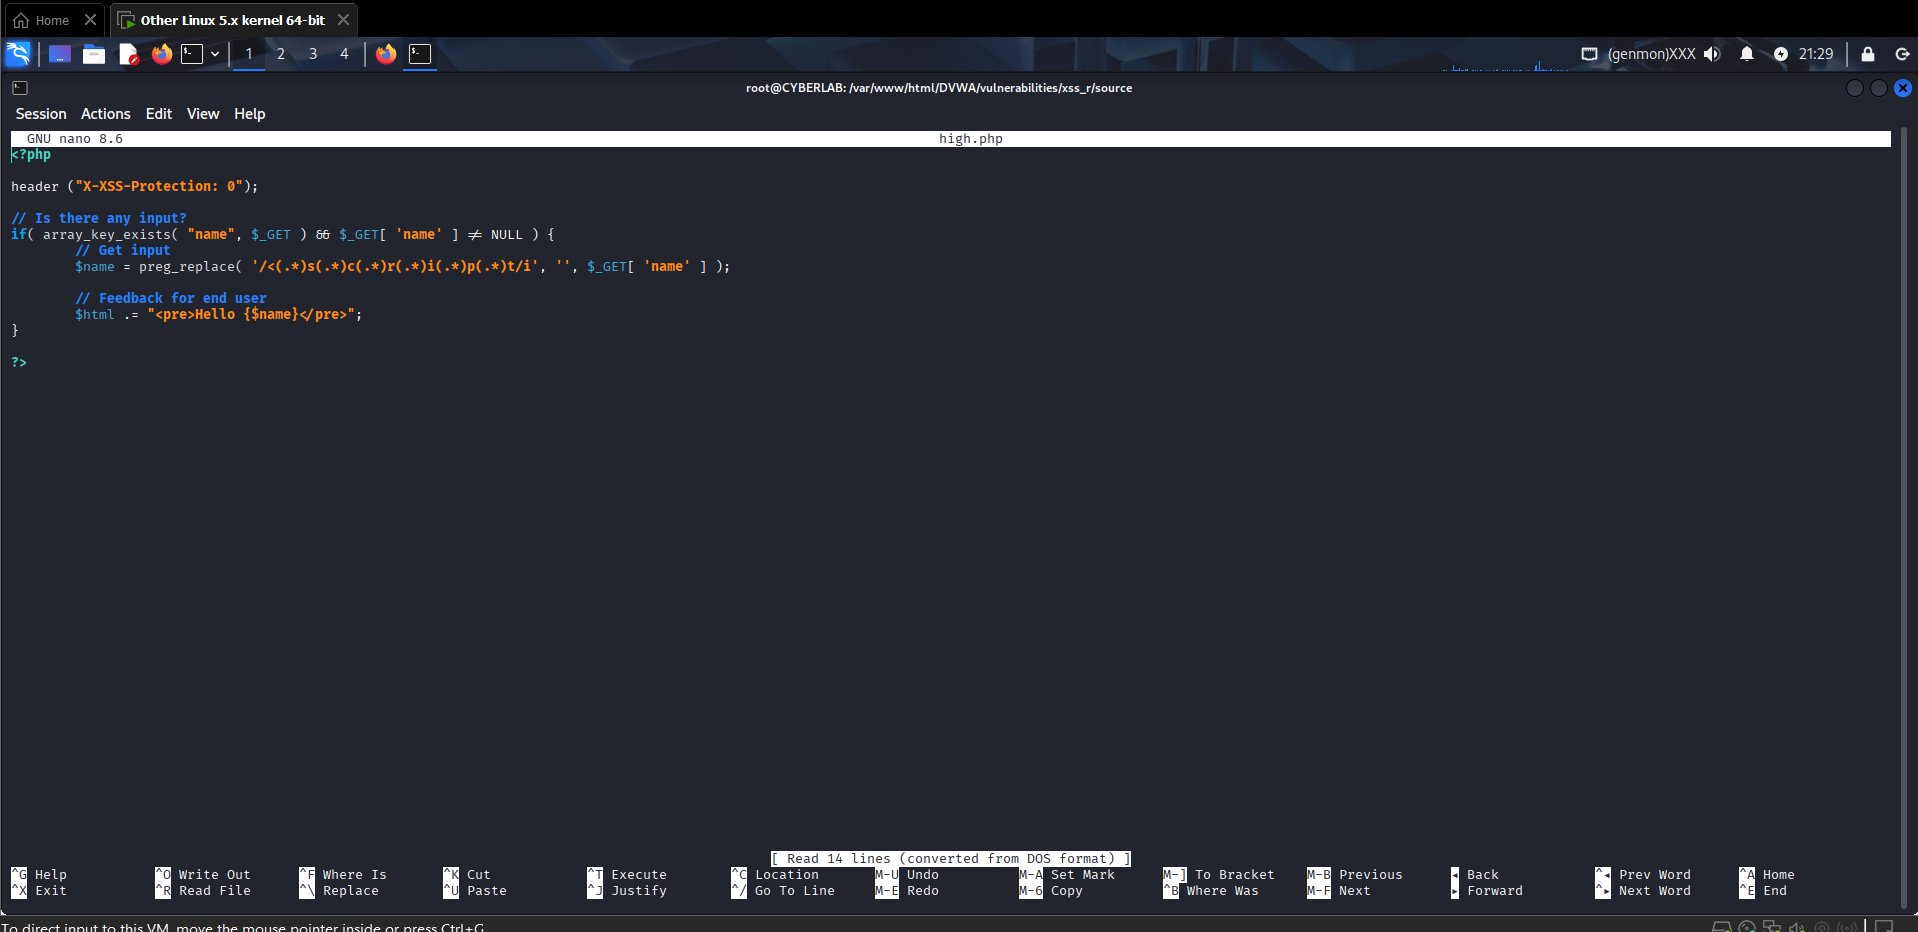 Home
Other Linux 5.x kernel 64-bit
1 2 3 4
(genmon)XXX
21:29
root@CYBERLAB: /var/www/html/DVWA/vulnerabilities/xss_r/source
Session Actions Edit View Help
GNU nano 8.6 high.php
<?php
header ("X-XSS-Protection: 0");
// Is there any input?
if( array_key_exists( "name", $_GET ) && $_GET[ 'name' ] != NULL ) {
// Get input
$name = preg_replace( '/<(.*)s(.*)c(.*)r(.*)i(.*)p(.*)t/i', '', $_GET[ 'name' ] );
// Feedback for end user
$html .= "<pre>Hello {$name}</pre>";
}
?>
[ Read 14 lines (converted from DOS format) ]
^G Help ^O Write Out ^F Where Is ^K Cut ^T Execute ^C Location M-U Undo M-A Set Mark M-] To Bracket M-B Previous ◂ Back ^◂ Prev Word ^A Home
^X Exit ^R Read File ^\ Replace ^U Paste ^J Justify ^/ Go To Line M-E Redo M-6 Copy ^B Where Was M-F Next ▸ Forward ^▸ Next Word ^E End
To direct input to this VM, move the mouse pointer inside or press Ctrl+G.